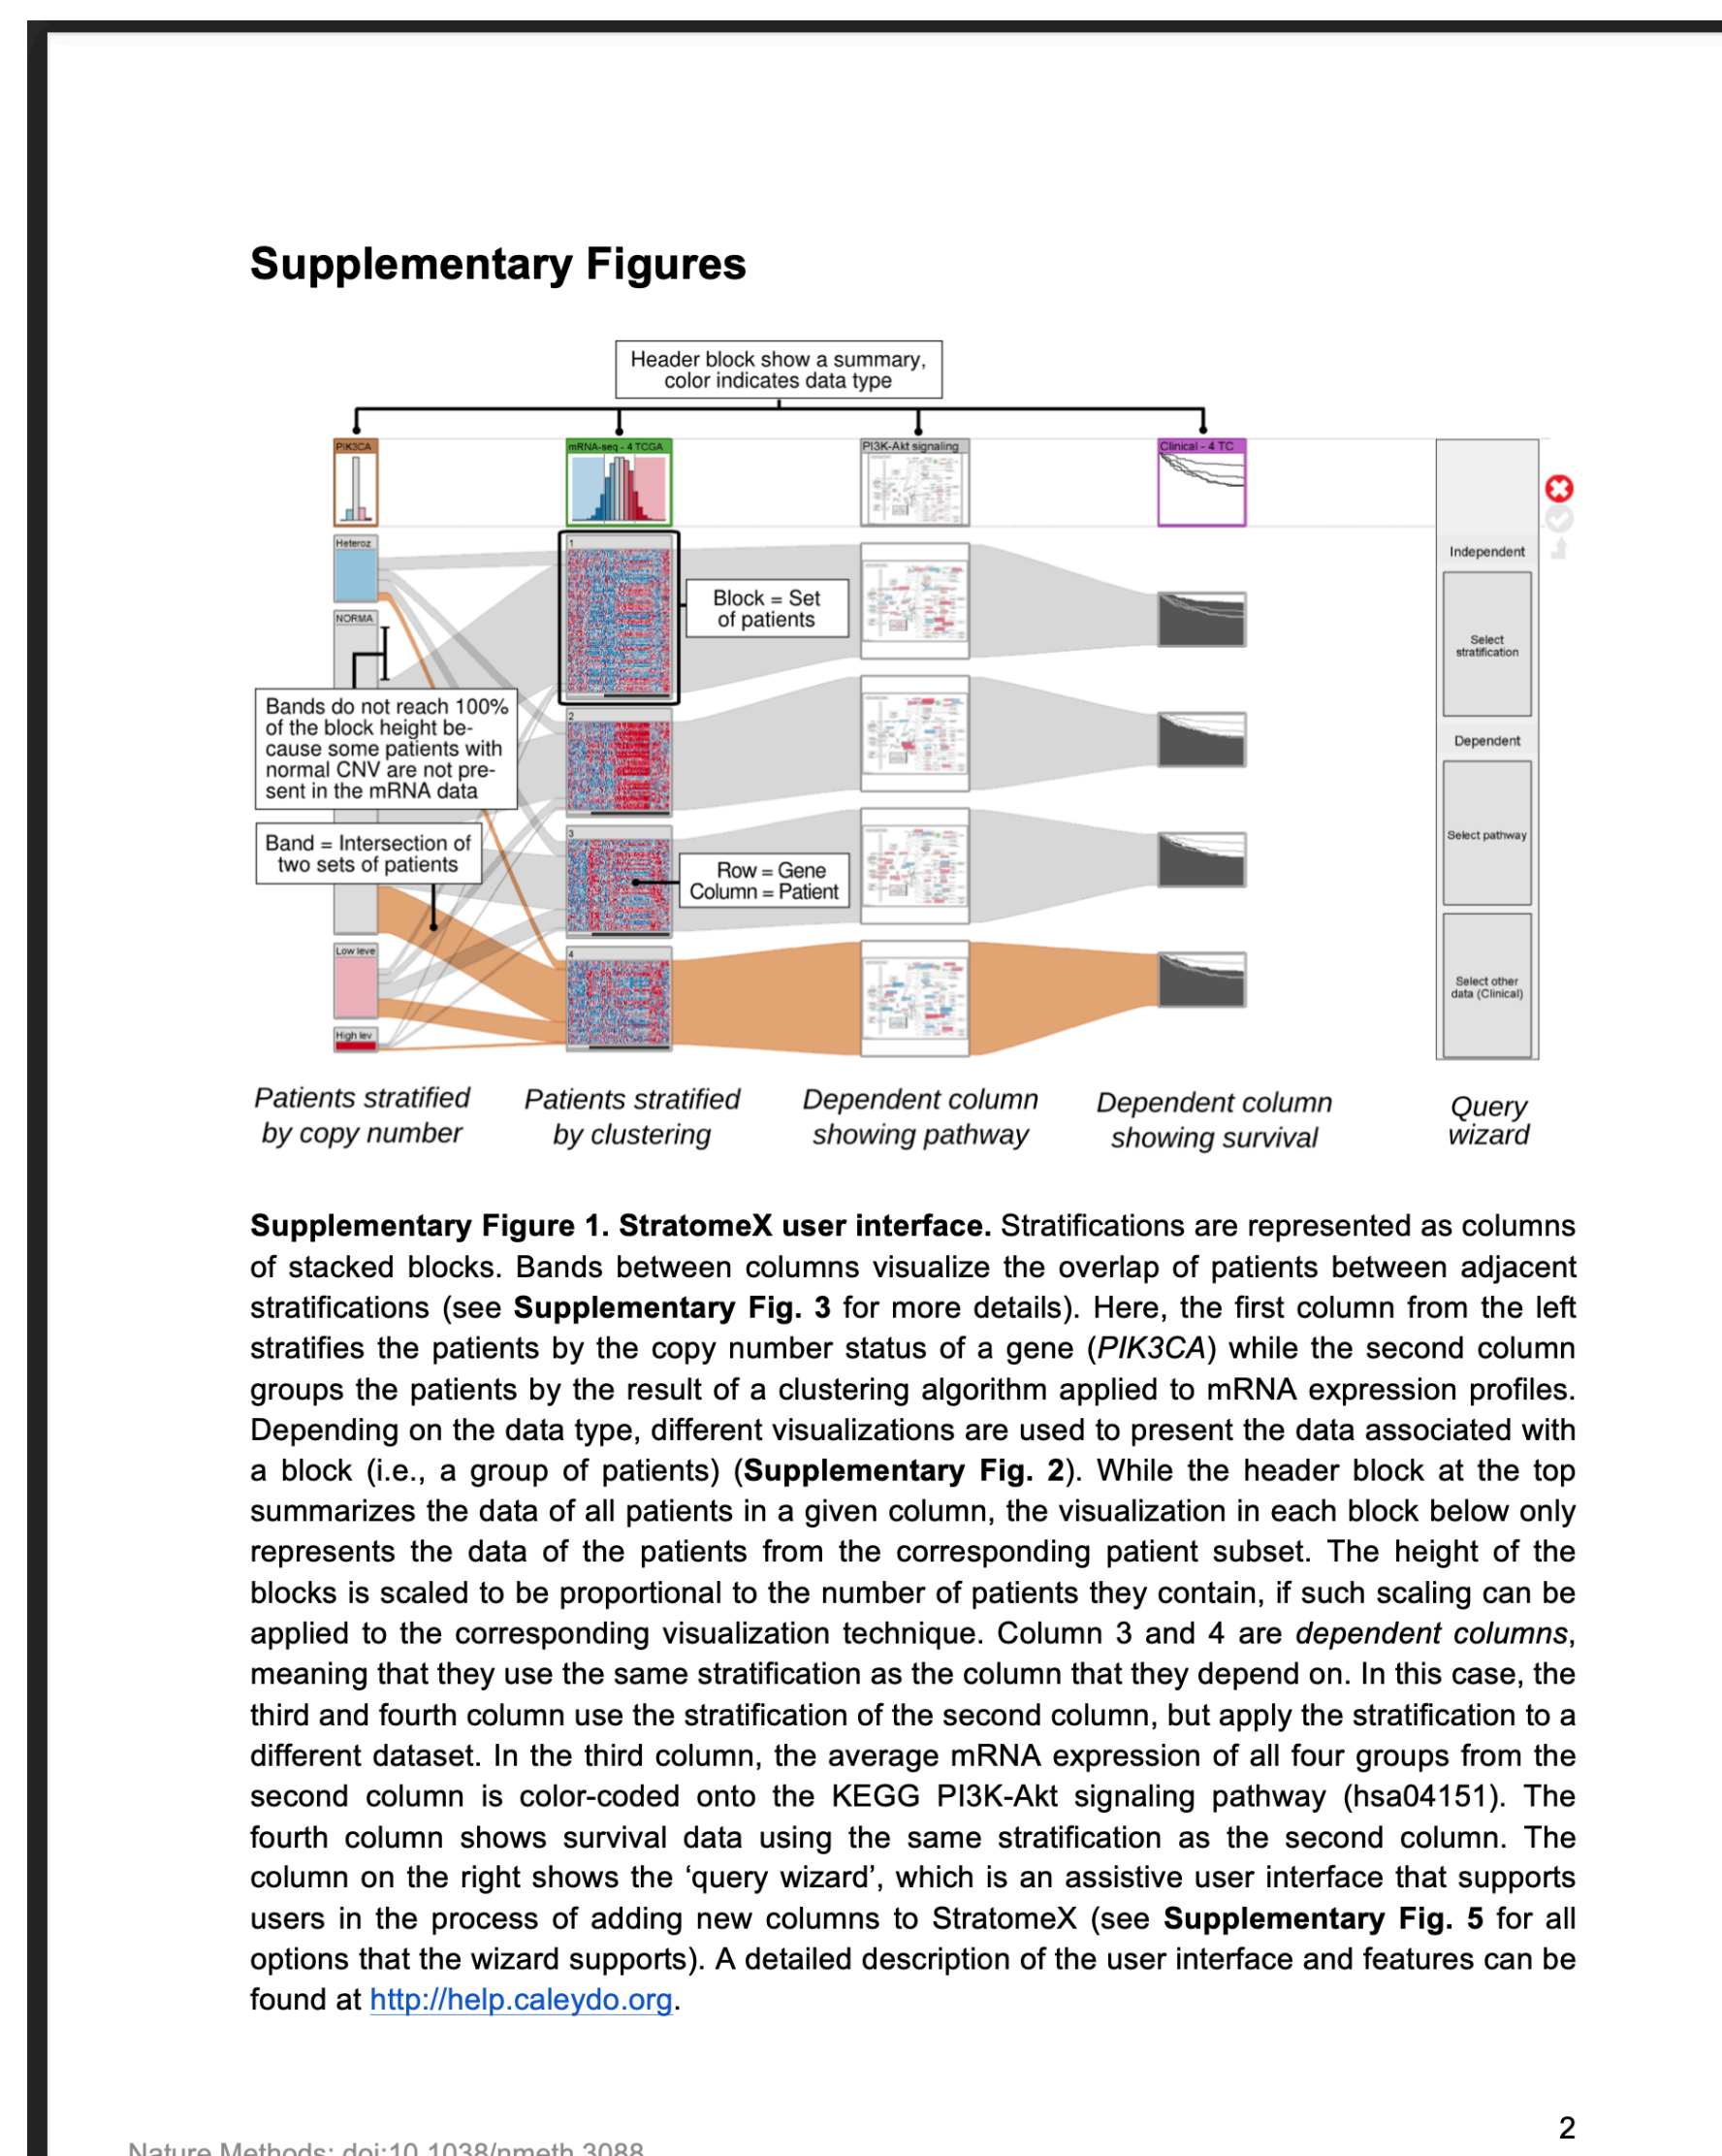 Supplementary Figures
Header block show a summary,
color indicates data type
PIK3CA
mRNA-seq - 4 TCGA
PI3K-Akt signaling
Clinical - 4 TC
Heteroz
NORMA
Low leve
High lev
1
2
3
4
Block = Set
of patients
Bands do not reach 100%
of the block height be-
cause some patients with
normal CNV are not pre-
sent in the mRNA data
Band = Intersection of
two sets of patients
Row = Gene
Column = Patient
Independent
Select
stratification
Dependent
Select pathway
Select other
data (Clinical)
Patients stratified
by copy number
Patients stratified
by clustering
Dependent column
showing pathway
Dependent column
showing survival
Query
wizard
Supplementary Figure 1. StratomeX user interface. Stratifications are represented as columns
of stacked blocks. Bands between columns visualize the overlap of patients between adjacent
stratifications (see Supplementary Fig. 3 for more details). Here, the first column from the left
stratifies the patients by the copy number status of a gene (PIK3CA) while the second column
groups the patients by the result of a clustering algorithm applied to mRNA expression profiles.
Depending on the data type, different visualizations are used to present the data associated with
a block (i.e., a group of patients) (Supplementary Fig. 2). While the header block at the top
summarizes the data of all patients in a given column, the visualization in each block below only
represents the data of the patients from the corresponding patient subset. The height of the
blocks is scaled to be proportional to the number of patients they contain, if such scaling can be
applied to the corresponding visualization technique. Column 3 and 4 are dependent columns,
meaning that they use the same stratification as the column that they depend on. In this case, the
third and fourth column use the stratification of the second column, but apply the stratification to a
different dataset. In the third column, the average mRNA expression of all four groups from the
second column is color-coded onto the KEGG PI3K-Akt signaling pathway (hsa04151). The
fourth column shows survival data using the same stratification as the second column. The
column on the right shows the ‘query wizard’, which is an assistive user interface that supports
users in the process of adding new columns to StratomeX (see Supplementary Fig. 5 for all
options that the wizard supports). A detailed description of the user interface and features can be
found at http://help.caleydo.org.
2
Nature Methods: doi:10.1038/nmeth.3088